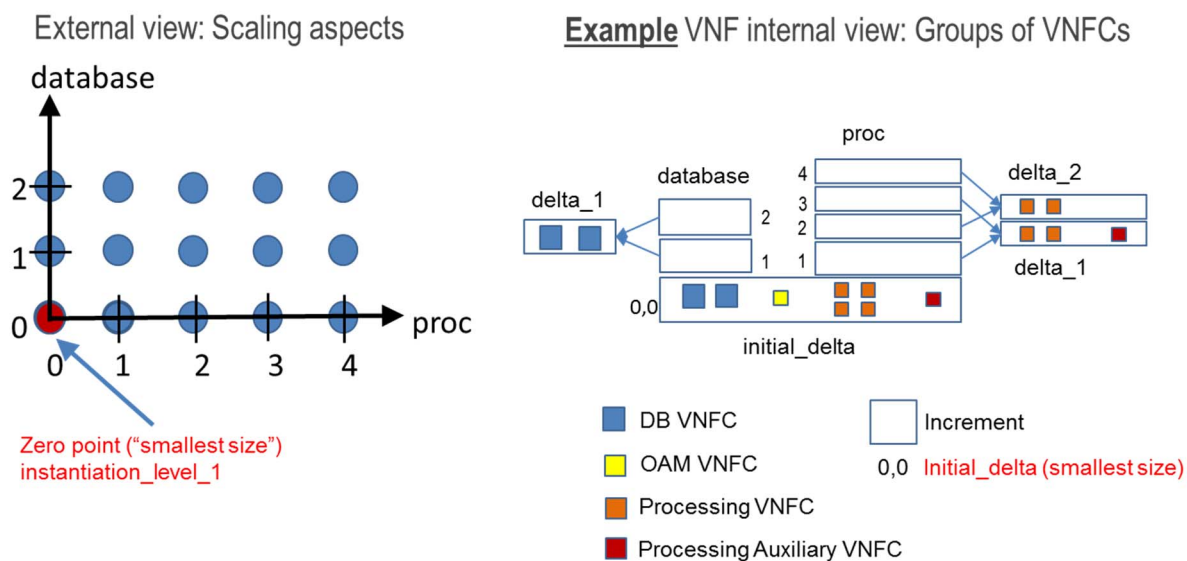 External view: Scaling aspects
database
2
1
0
0
1
2
3
4
proc
Zero point (“smallest size”)
instantiation_level_1
Example VNF internal view: Groups of VNFCs
proc
database
delta_1
2
1
4
3
2
1
delta_2
delta_1
0,0
initial_delta
DB VNFC
OAM VNFC
Processing VNFC
Processing Auxiliary VNFC
Increment
0,0 Initial_delta (smallest size)